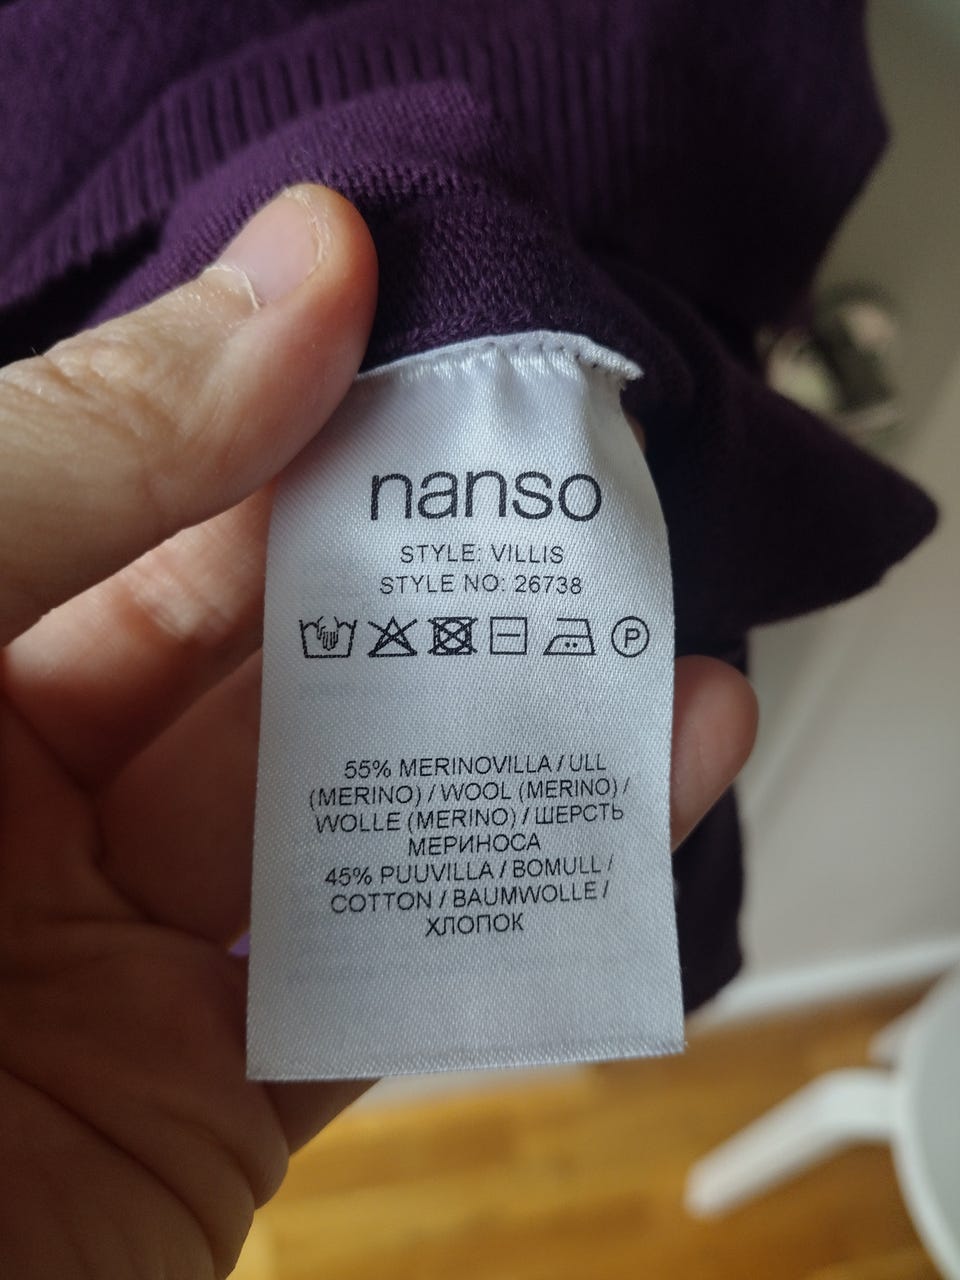 nanso
STYLE: VILLIS
STYLE NO: 26738
P
55% MERINOVILLA / ULL
(MERINO) / WOOL (MERINO) /
WOLLE (MERINO) / ШЕРСТЬ
МЕРИНОСА
45% PUUVILLA / BOMULL /
COTTON / BAUMWOLLE /
ХЛОПОК